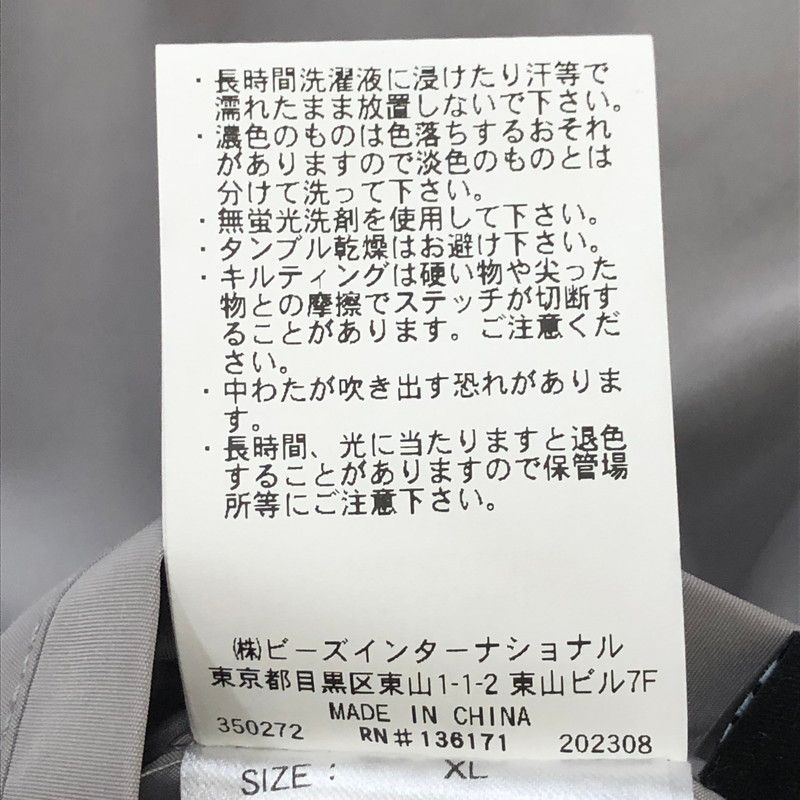 ・長時間洗濯液に浸けたり汗等で
濡れたまま放置しないで下さい。
・濃色のものは色落ちするおそれ
がありますので淡色のものとは
分けて洗って下さい。
・無蛍光洗剤を使用して下さい。
・タンブル乾燥はお避け下さい。
・キルティングは硬い物や尖った
物との摩擦でステッチが切断す
ることがあります。ご注意くだ
さい。
・中わたが吹き出す恐れがありま
す。
・長時間、光に当たりますと退色
することがありますので保管場
所等にご注意下さい。
㈱ビーズインターナショナル
東京都目黒区東山1-1-2 東山ビル7F
MADE IN CHINA
350272 RN#136171 202308
SIZE : XL